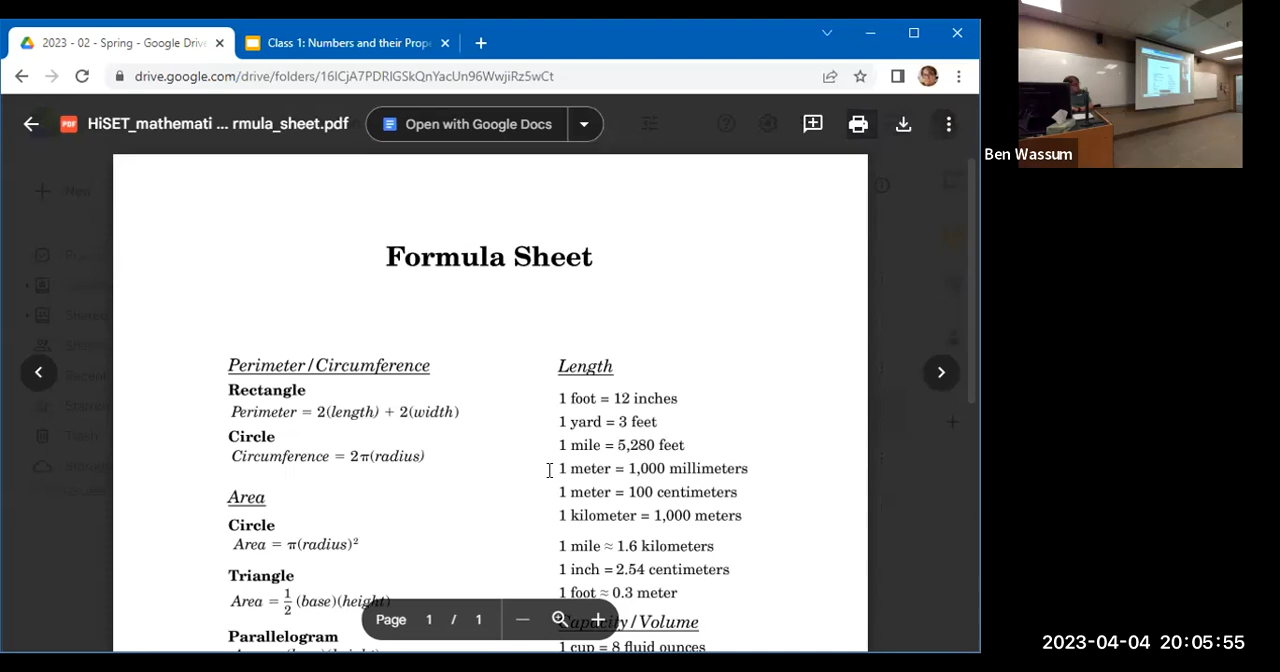 2023 - 02 - Spring - Google Drive
Class 1: Numbers and their Prope
drive.google.com/drive/folders/16ICjA7PDRIGSkQnYacUn96WwjiRz5wCt
HiSET_mathemati ... rmula_sheet.pdf
Open with Google Docs
New
Formula Sheet
Perimeter/Circumference
Rectangle
Perimeter = 2(length) + 2(width)
Circle
Circumference = 2π(radius)
Area
Circle
Area = π(radius)²
Triangle
Area = 1/2 (base)(height)
Parallelogram
Length
1 foot = 12 inches
1 yard = 3 feet
1 mile = 5,280 feet
1 meter = 1,000 millimeters
1 meter = 100 centimeters
1 kilometer = 1,000 meters
1 mile ≈ 1.6 kilometers
1 inch = 2.54 centimeters
1 foot ≈ 0.3 meter
Capacity/Volume
1 cup = 8 fluid ounces
Page 1 / 1
Ben Wassum
2023-04-04 20:05:55